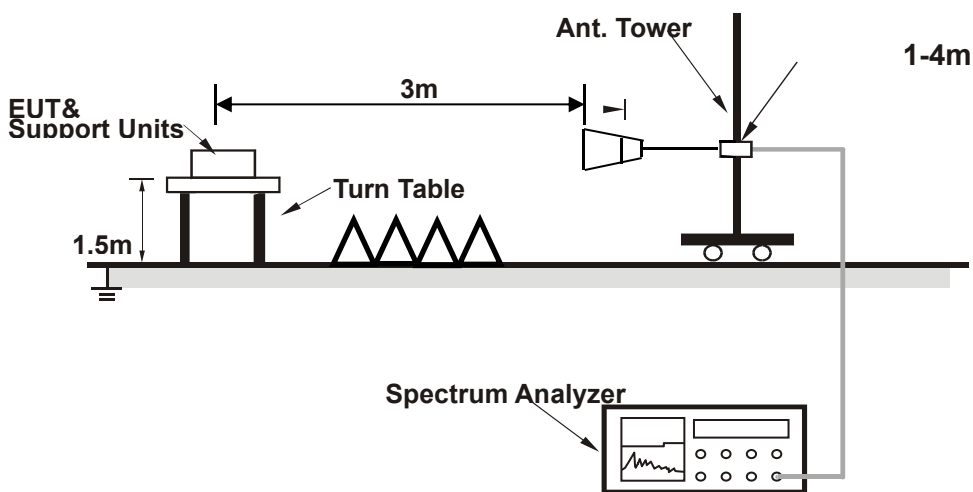 Ant. Tower
1-4m
3m
EUT&
Support Units
Turn Table
1.5m
Spectrum Analyzer